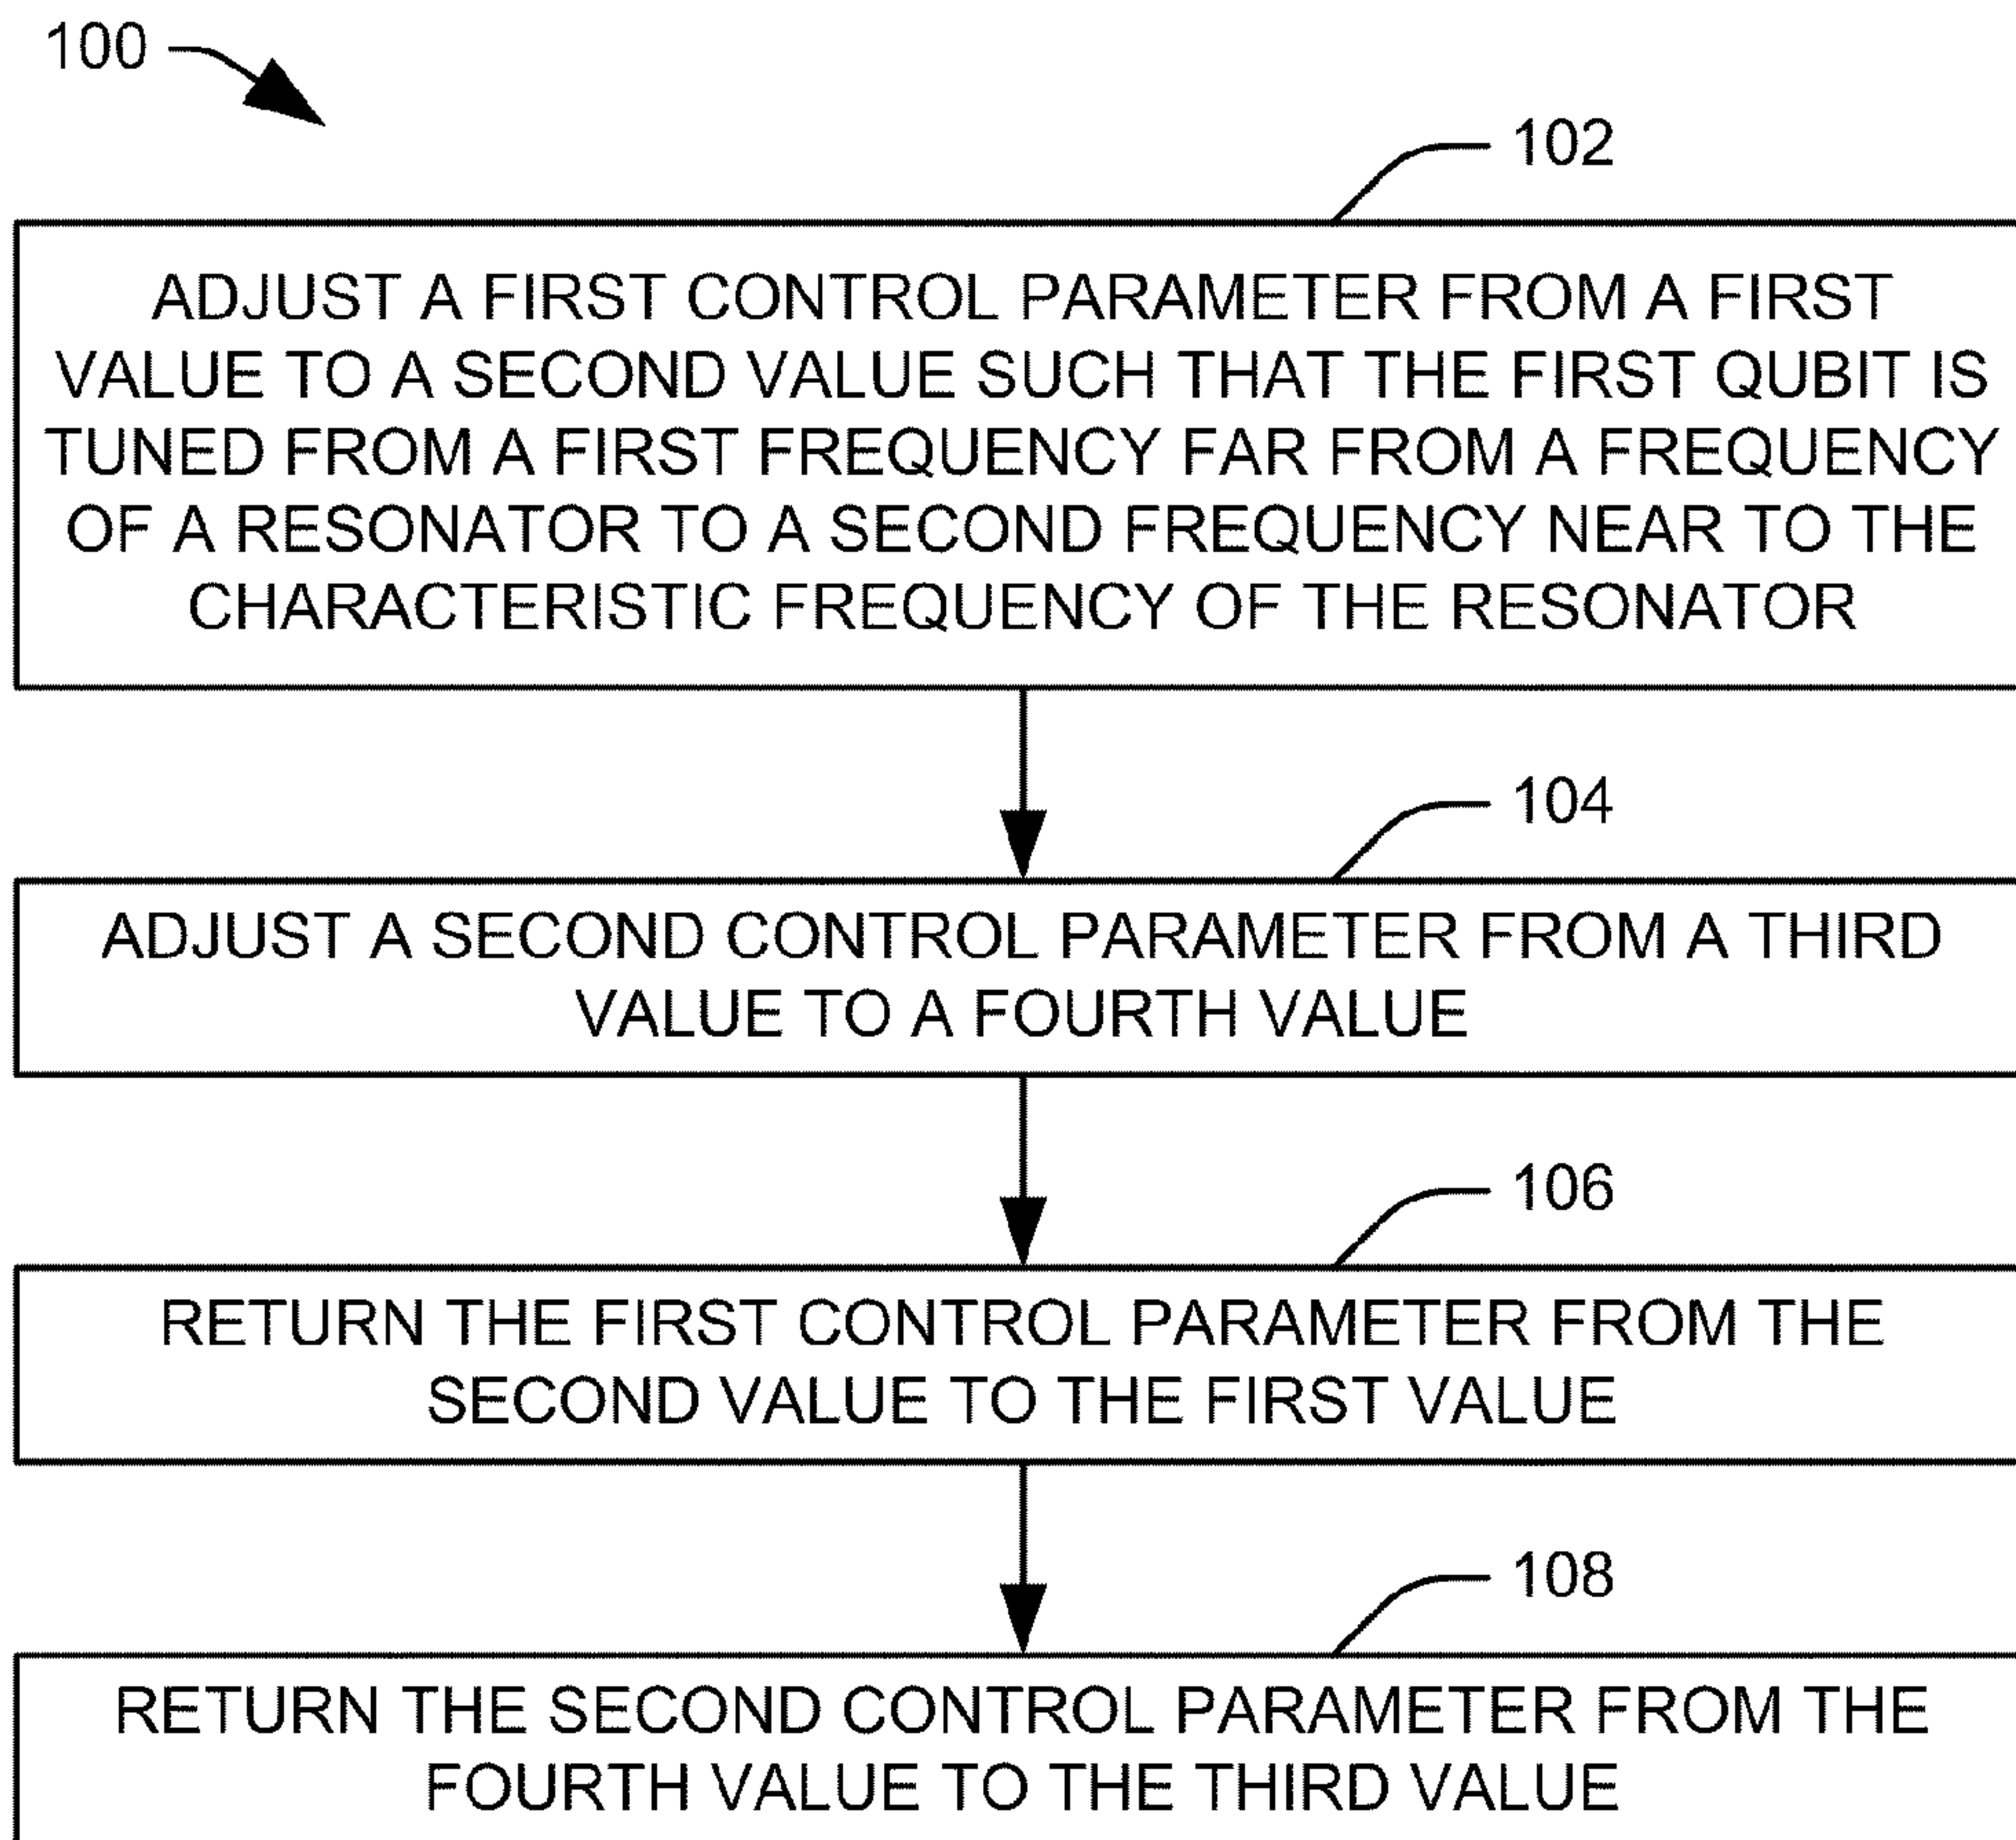 100
102
ADJUST A FIRST CONTROL PARAMETER FROM A FIRST
VALUE TO A SECOND VALUE SUCH THAT THE FIRST QUBIT IS
TUNED FROM A FIRST FREQUENCY FAR FROM A FREQUENCY
OF A RESONATOR TO A SECOND FREQUENCY NEAR TO THE
CHARACTERISTIC FREQUENCY OF THE RESONATOR
104
ADJUST A SECOND CONTROL PARAMETER FROM A THIRD
VALUE TO A FOURTH VALUE
106
RETURN THE FIRST CONTROL PARAMETER FROM THE
SECOND VALUE TO THE FIRST VALUE
108
RETURN THE SECOND CONTROL PARAMETER FROM THE
FOURTH VALUE TO THE THIRD VALUE